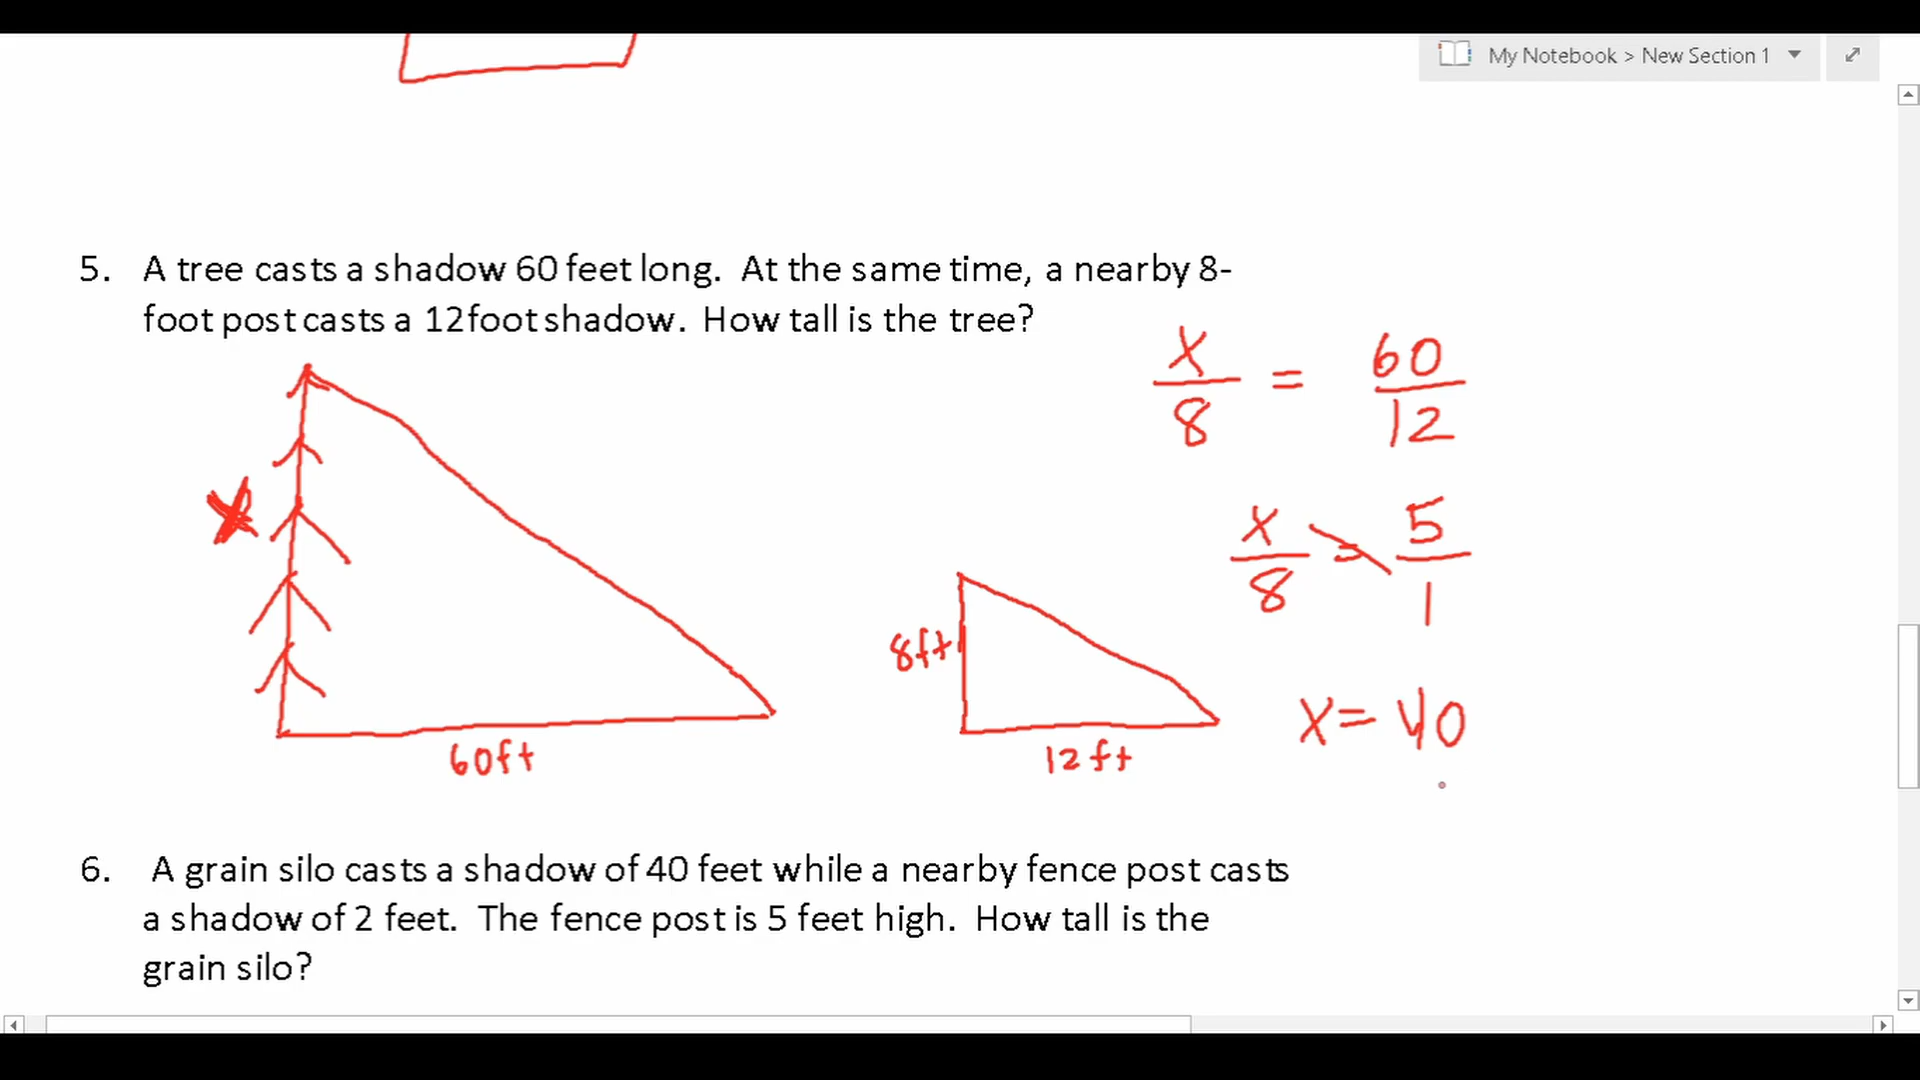 My Notebook > New Section 1
5. A tree casts a shadow 60 feet long. At the same time, a nearby 8-
foot post casts a 12foot shadow. How tall is the tree?
x/8 = 60/12
x/8 = 5/1
x
8ft
x = 40
60ft
12ft
6. A grain silo casts a shadow of 40 feet while a nearby fence post casts
a shadow of 2 feet. The fence post is 5 feet high. How tall is the
grain silo?